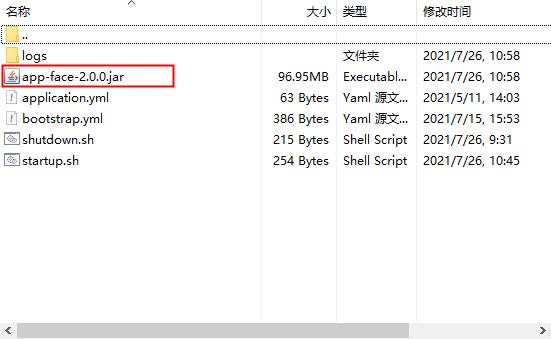 名称 大小 类型 修改时间
..
logs 文件夹 2021/7/26, 10:58
app-face-2.0.0.jar 96.95MB Executabl... 2021/7/26, 10:58
application.yml 63 Bytes Yaml 源文... 2021/5/11, 14:03
bootstrap.yml 386 Bytes Yaml 源文... 2021/7/15, 15:53
shutdown.sh 215 Bytes Shell Script 2021/7/26, 9:31
startup.sh 254 Bytes Shell Script 2021/7/26, 10:45